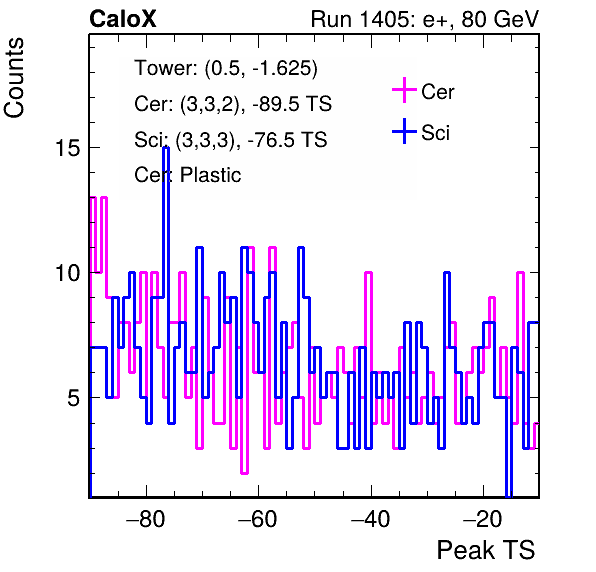 CaloX Run 1405: e+, 80 GeV
Counts
Tower: (0.5, -1.625)
Cer: (3,3,2), -89.5 TS
Sci: (3,3,3), -76.5 TS
Cer: Plastic
Cer
Sci
15
10
5
−80 −60 −40 −20
Peak TS